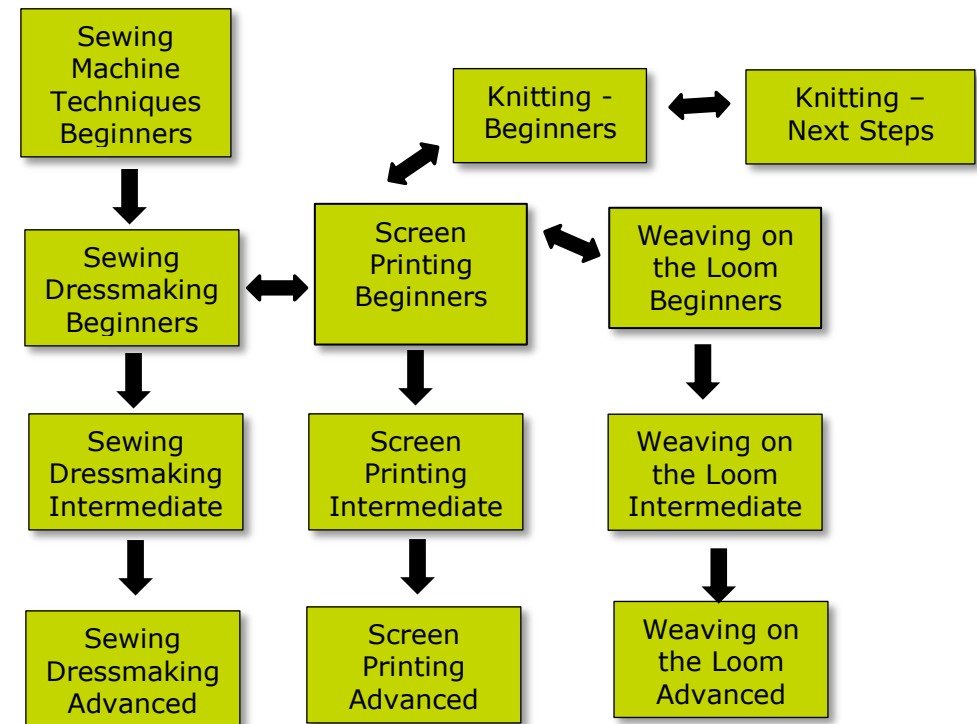 Sewing
Machine
Techniques
Beginners
Knitting -
Beginners
Knitting –
Next Steps
Sewing
Dressmaking
Beginners
Screen
Printing
Beginners
Weaving on
the Loom
Beginners
Sewing
Dressmaking
Intermediate
Screen
Printing
Intermediate
Weaving on
the Loom
Intermediate
Sewing
Dressmaking
Advanced
Screen
Printing
Advanced
Weaving on
the Loom
Advanced